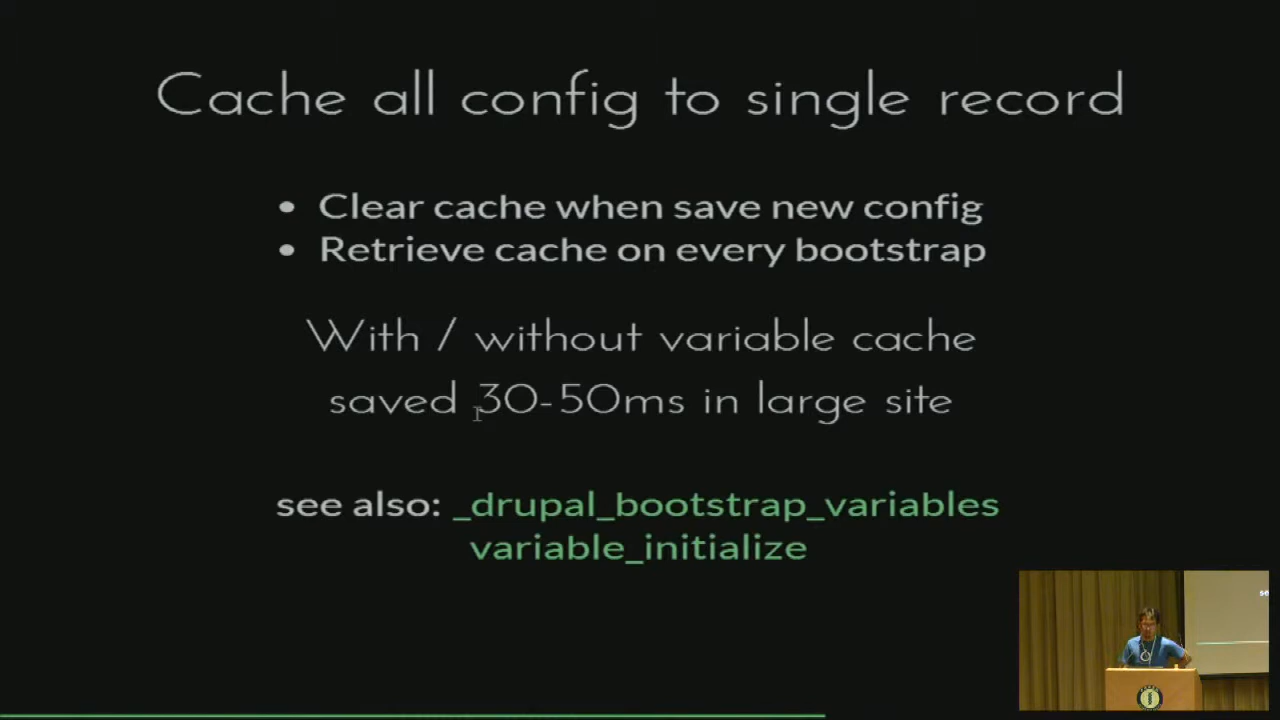 Cache all config to single record
• Clear cache when save new config
• Retrieve cache on every bootstrap
With / without variable cache
saved 30-50ms in large site
see also: _drupal_bootstrap_variables
variable_initialize
se